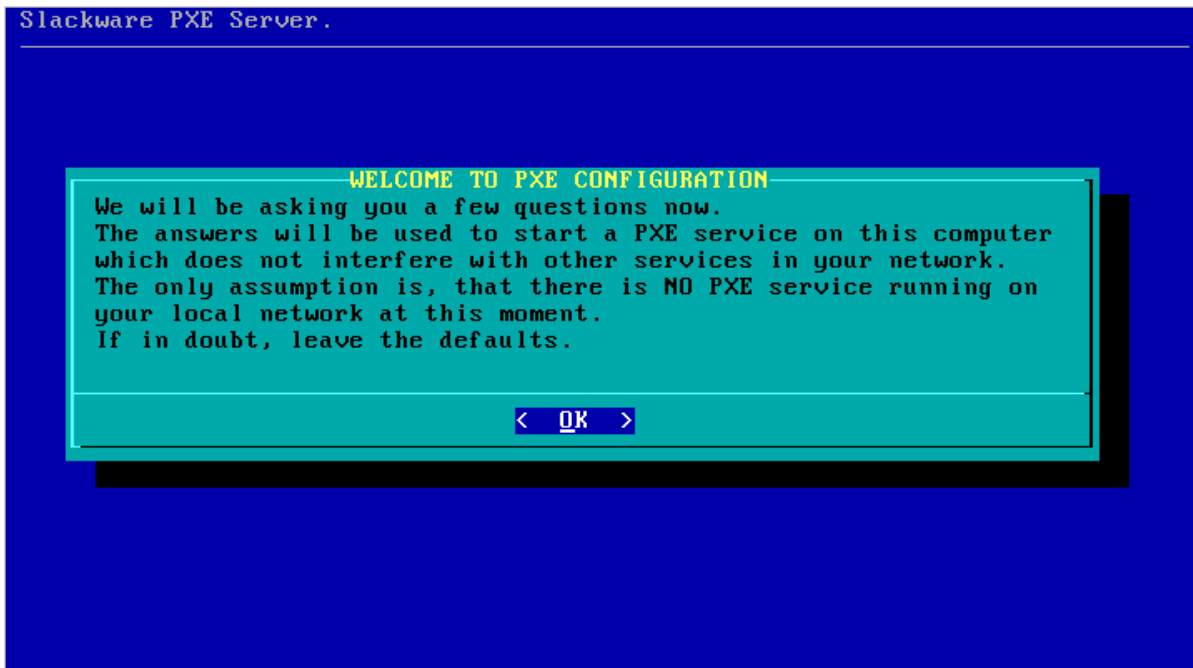 Slackware PXE Server.
WELCOME TO PXE CONFIGURATION
We will be asking you a few questions now.
The answers will be used to start a PXE service on this computer
which does not interfere with other services in your network.
The only assumption is, that there is NO PXE service running on
your local network at this moment.
If in doubt, leave the defaults.
< OK >